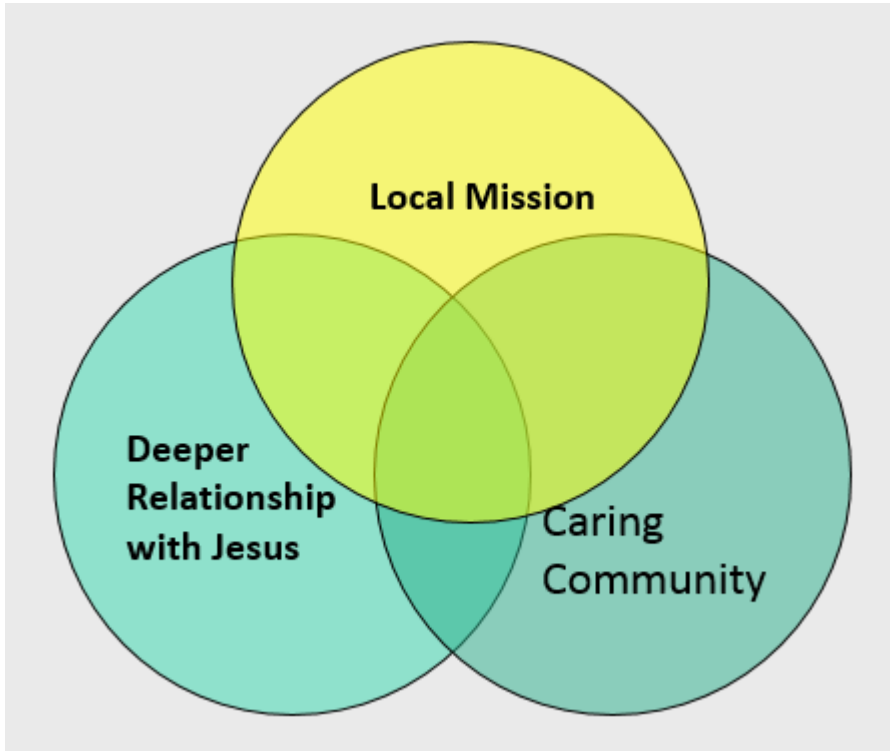 Local Mission
Deeper
Relationship
with Jesus
Caring
Community